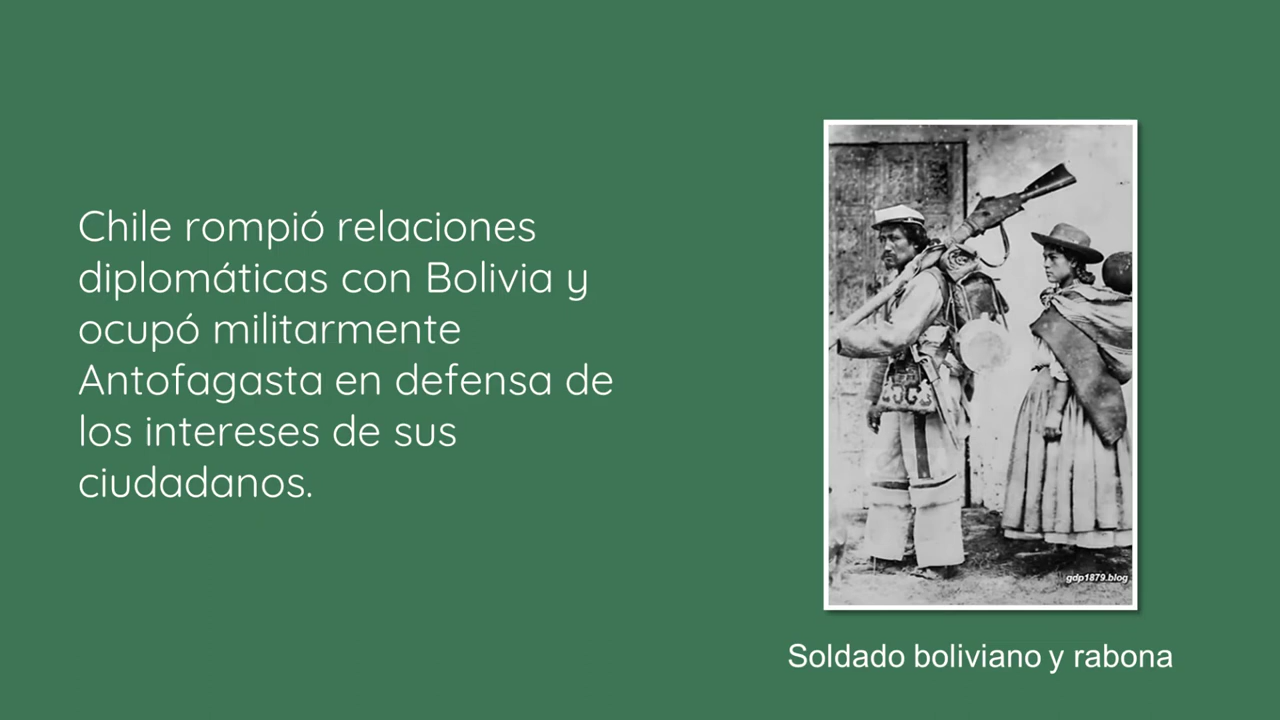 Chile rompió relaciones
diplomáticas con Bolivia y
ocupó militarmente
Antofagasta en defensa de
los intereses de sus
ciudadanos.
gdp1879.blog
Soldado boliviano y rabona